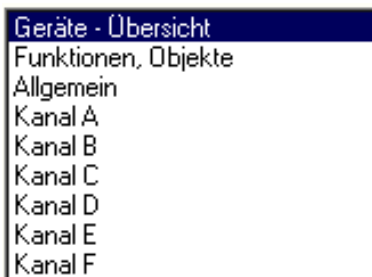 Geräte - Übersicht
Funktionen, Objekte
Allgemein
Kanal A
Kanal B
Kanal C
Kanal D
Kanal E
Kanal F